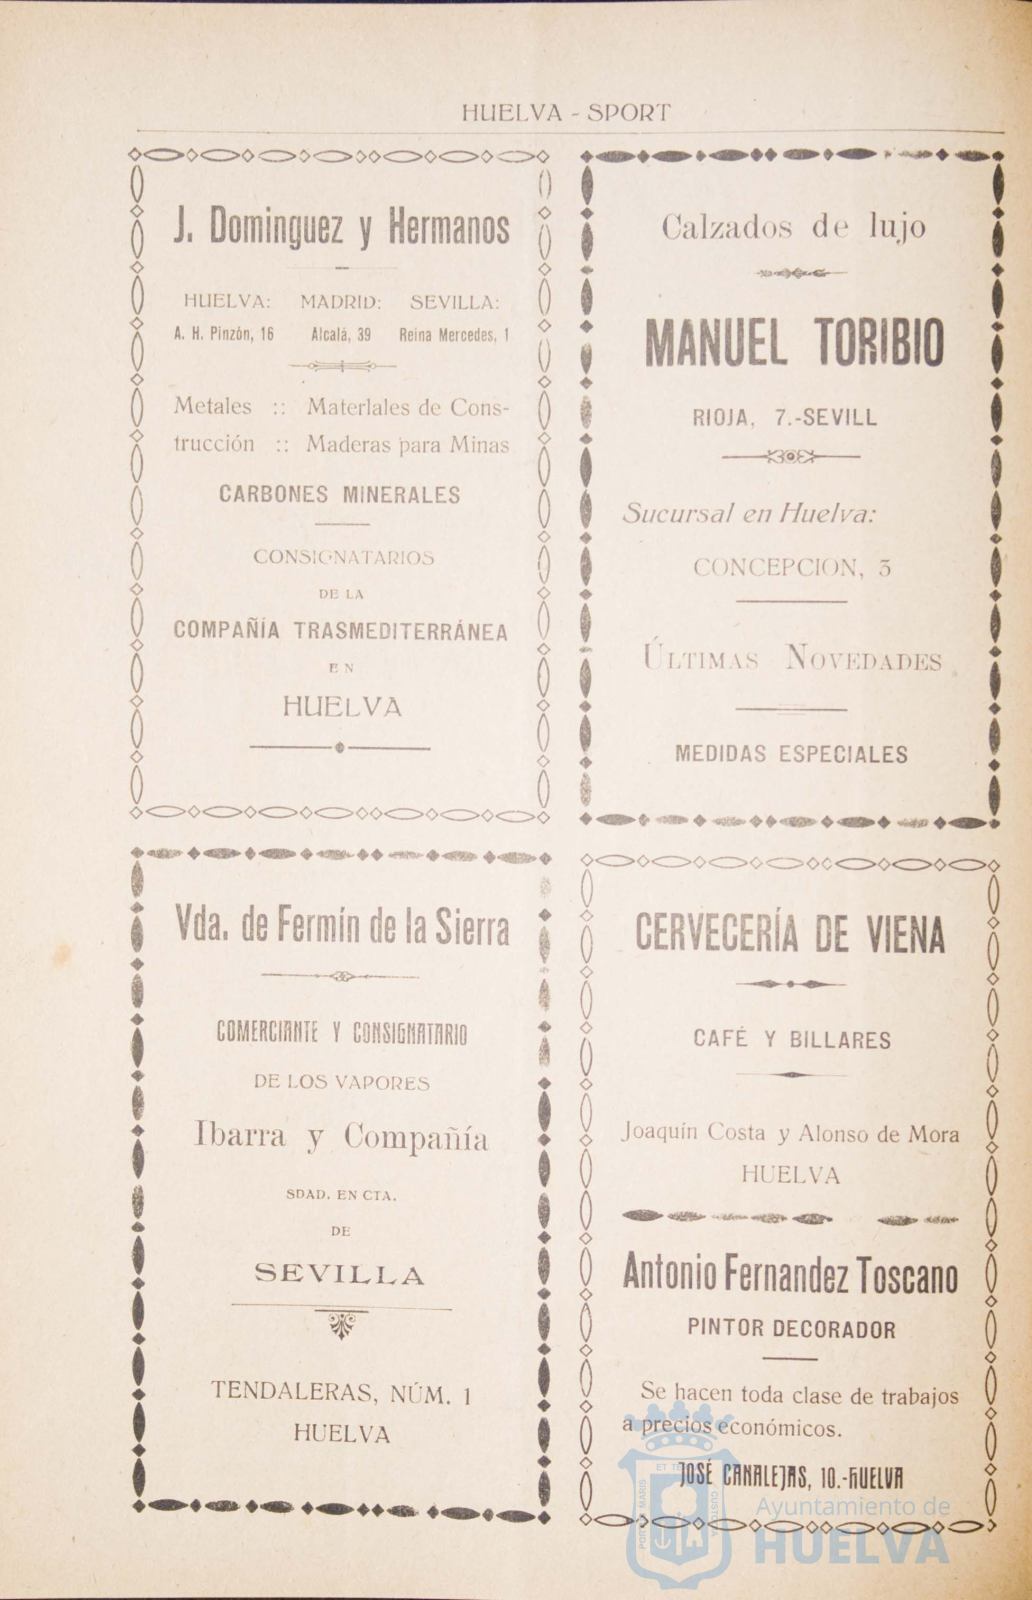 HUELVA - SPORT
J. Dominguez y Hermanos
HUELVA: MADRID: SEVILLA:
A. H. Pinzón, 16 Alcalá, 39 Reina Mercedes, 1
Metales :: Materlales de Cons-
trucción :: Maderas para Minas
CARBONES MINERALES
CONSIGNATARIOS
DE LA
COMPAÑÍA TRASMEDITERRÁNEA
EN
HUELVA
Calzados de lujo
MANUEL TORIBIO
RIOJA, 7.-SEVILL
Sucursal en Huelva:
CONCEPCION, 3
ÚLTIMAS NOVEDADES
MEDIDAS ESPECIALES
Vda. de Fermín de la Sierra
COMERCIANTE Y CONSIGNATARIO
DE LOS VAPORES
Ibarra y Compañía
SDAD. EN CTA.
DE
SEVILLA
TENDALERAS, NÚM. 1
HUELVA
CERVECERÍA DE VIENA
CAFÉ Y BILLARES
Joaquín Costa y Alonso de Mora
HUELVA
Antonio Fernandez Toscano
PINTOR DECORADOR
Se hacen toda clase de trabajos
a precios económicos.
JOSÉ CANALEJAS, 10.-HUELVA
Ayuntamiento de
HUELVA